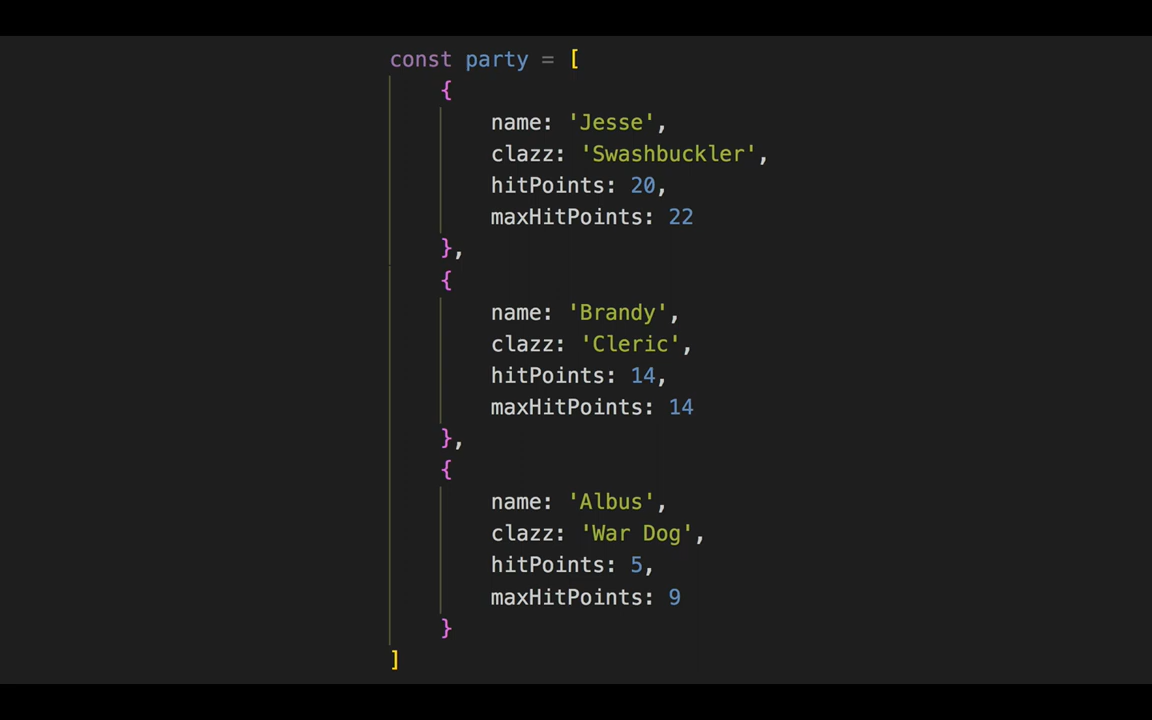 const party = [
    {
        name: 'Jesse',
        clazz: 'Swashbuckler',
        hitPoints: 20,
        maxHitPoints: 22
    },
    {
        name: 'Brandy',
        clazz: 'Cleric',
        hitPoints: 14,
        maxHitPoints: 14
    },
    {
        name: 'Albus',
        clazz: 'War Dog',
        hitPoints: 5,
        maxHitPoints: 9
    }
]